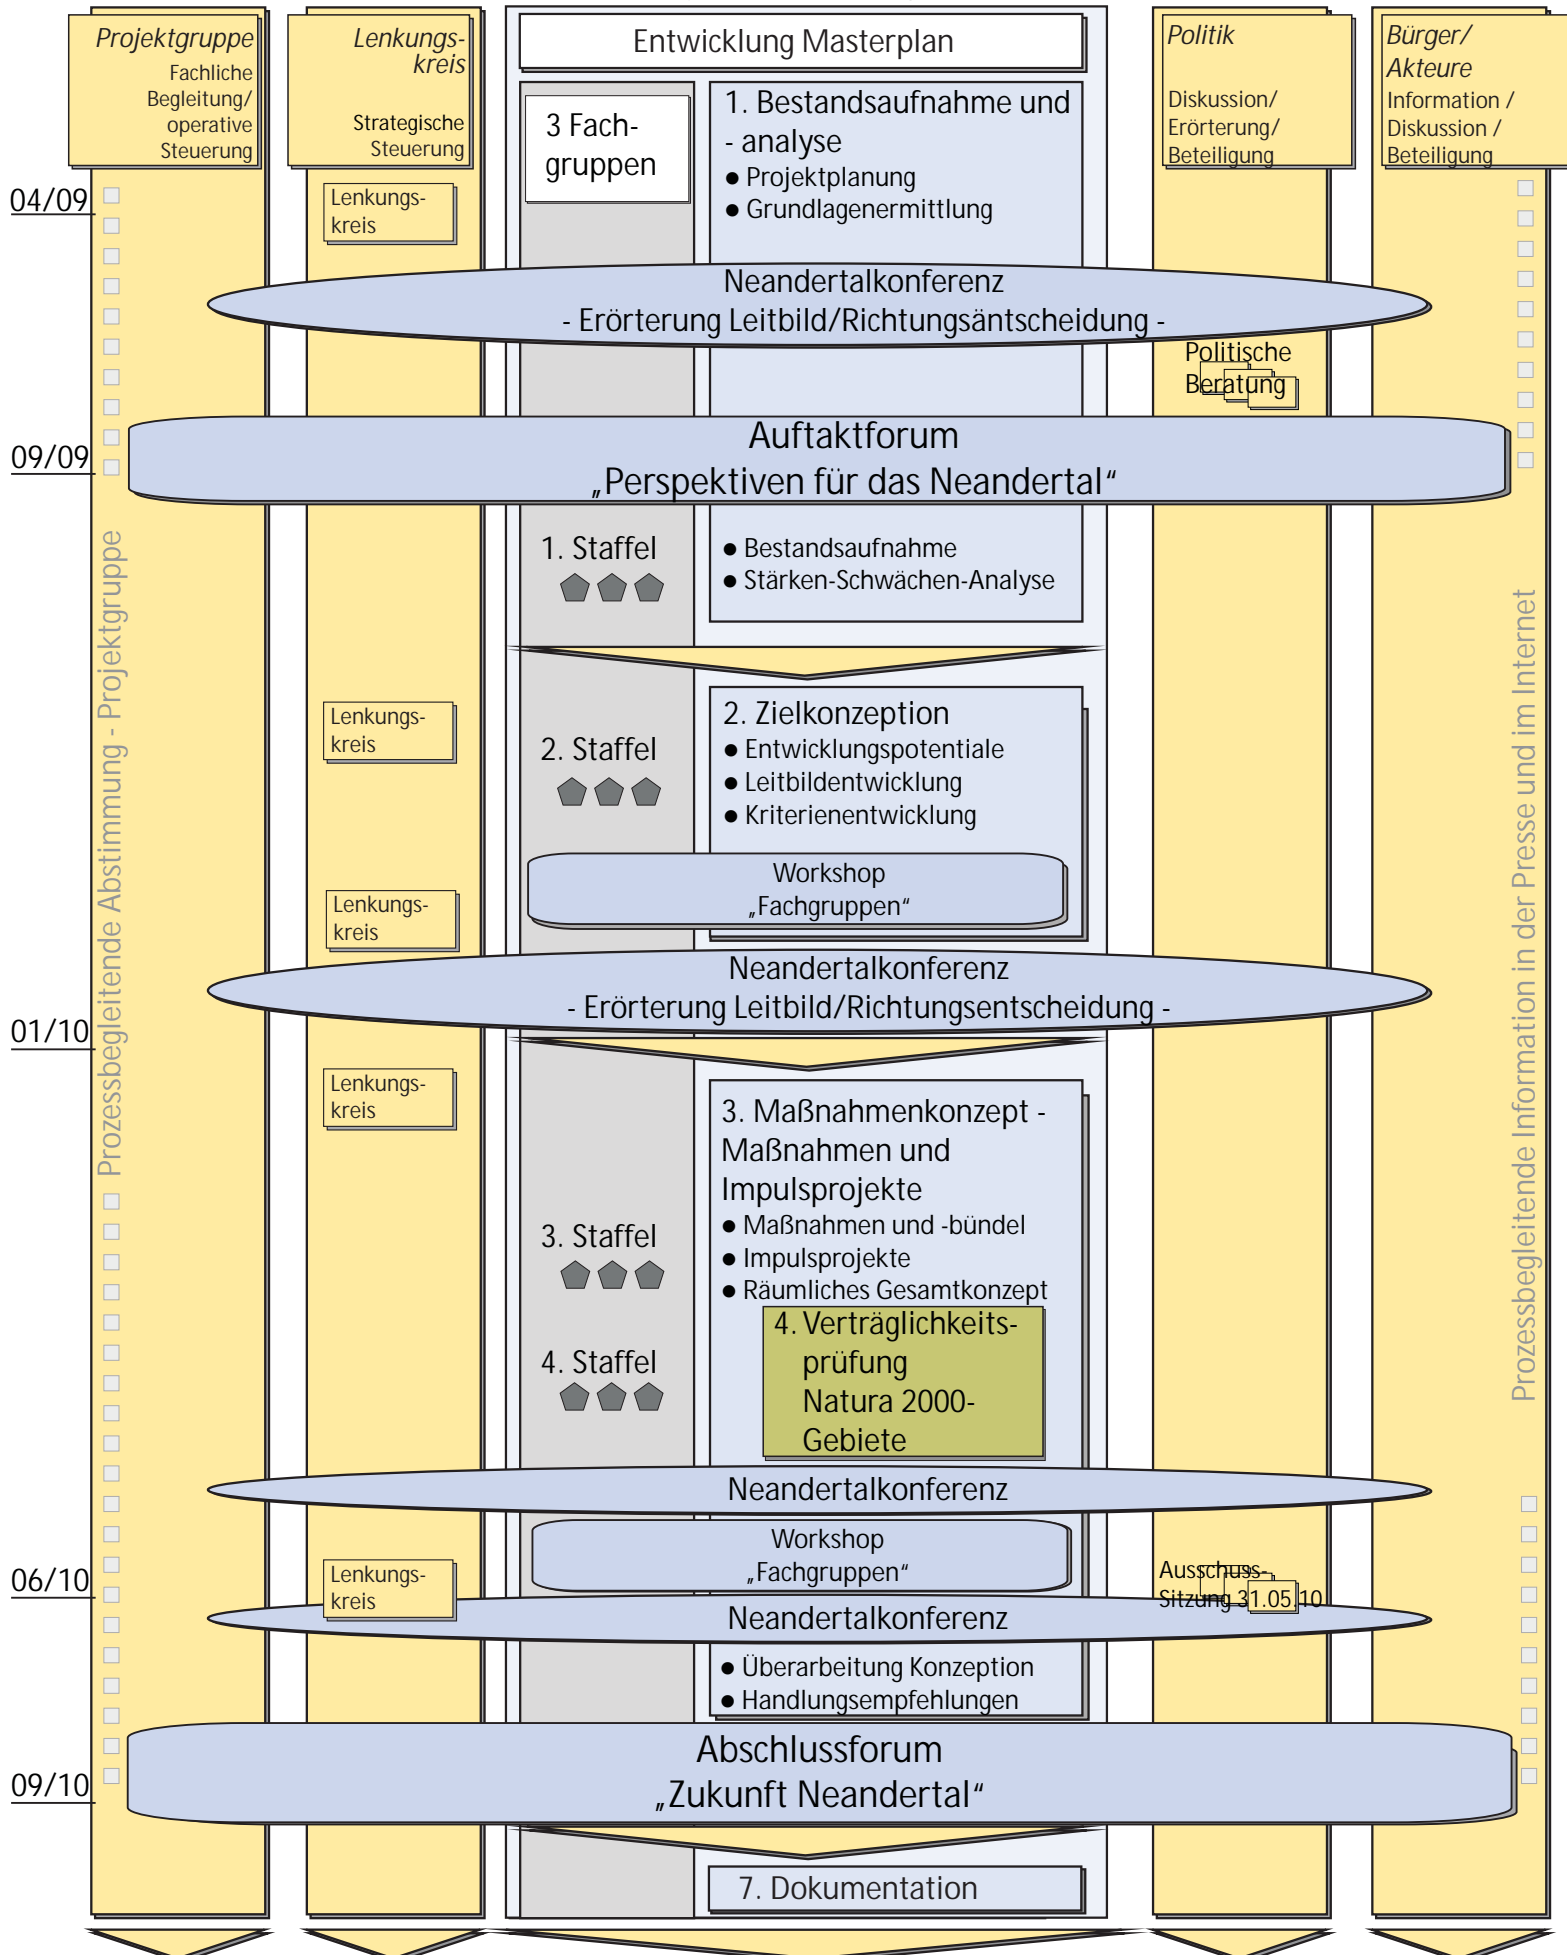 Projektgruppe
Fachliche
Begleitung/
operative
Steuerung
Lenkungs-
kreis
Strategische
Steuerung
Entwicklung Masterplan
Politik
Diskussion/
Erörterung/
Beteiligung
Bürger/
Akteure
Information /
Diskussion /
Beteiligung
3 Fach-
gruppen
1. Bestandsaufnahme und
- analyse
● Projektplanung
● Grundlagenermittlung
04/09
Lenkungs-
kreis
Neandertalkonferenz
- Erörterung Leitbild/Richtungsäntscheidung -
Politische
Beratung
Auftaktforum
„Perspektiven für das Neandertal“
09/09
1. Staffel
● Bestandsaufnahme
● Stärken-Schwächen-Analyse
Prozessbegleitende Abstimmung - Projektgruppe
Prozessbegleitende Information in der Presse und im Internet
Lenkungs-
kreis
2. Staffel
2. Zielkonzeption
● Entwicklungspotentiale
● Leitbildentwicklung
● Kriterienentwicklung
Workshop
„Fachgruppen“
Lenkungs-
kreis
Neandertalkonferenz
- Erörterung Leitbild/Richtungsentscheidung -
01/10
Lenkungs-
kreis
3. Maßnahmenkonzept -
Maßnahmen und
Impulsprojekte
● Maßnahmen und -bündel
● Impulsprojekte
● Räumliches Gesamtkonzept
3. Staffel
4. Staffel
4. Verträglichkeits-
prüfung
Natura 2000-
Gebiete
Neandertalkonferenz
Workshop
„Fachgruppen“
06/10
Lenkungs-
kreis
Ausschuss-
Sitzung 31.05.10
Neandertalkonferenz
● Überarbeitung Konzeption
● Handlungsempfehlungen
Abschlussforum
„Zukunft Neandertal“
09/10
7. Dokumentation